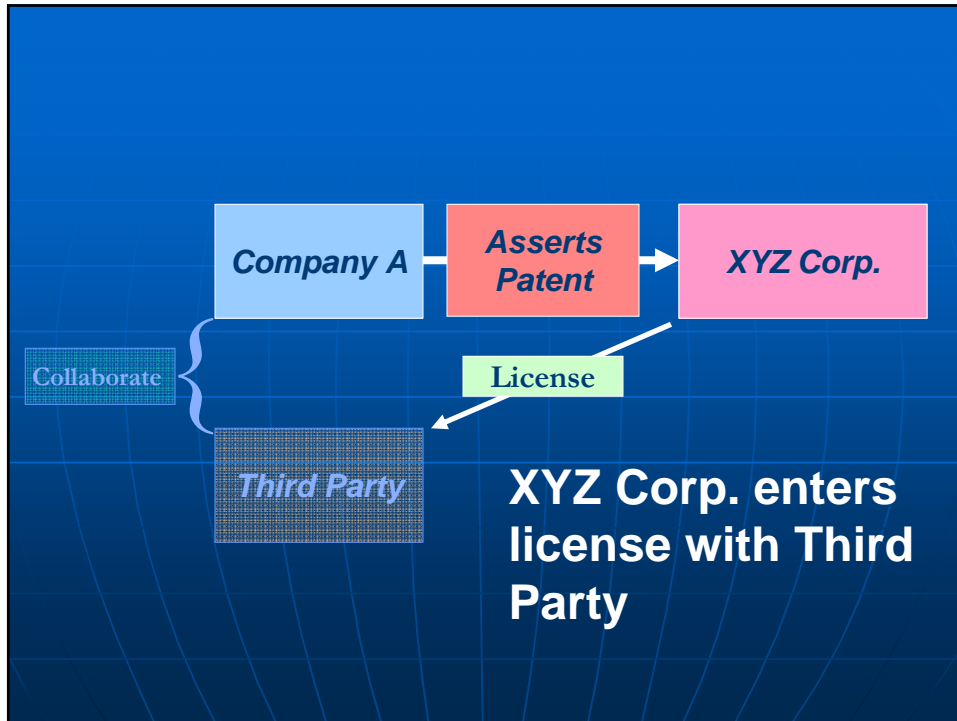 Company A
Asserts
Patent
XYZ Corp.
Collaborate
License
Third Party
XYZ Corp. enters
license with Third
Party